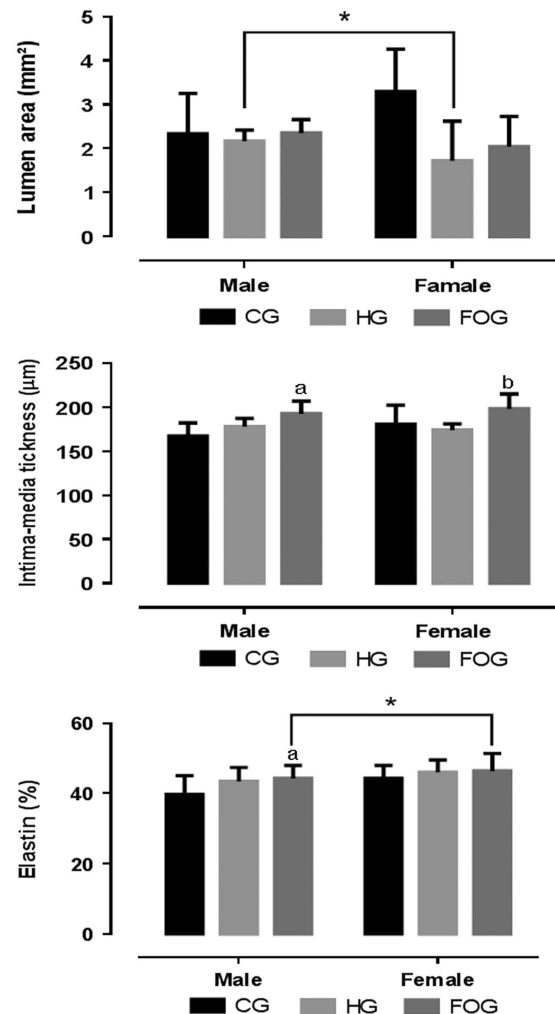 5
4
3
2
1
0
Lumen area (mm²)
*
Male Famale
CG HG FOG
250
200
150
100
50
0
Intima-media tickness (µm)
a b
Male Female
CG HG FOG
60
40
20
0
Elastin (%)
*
a
Male Female
CG HG FOG